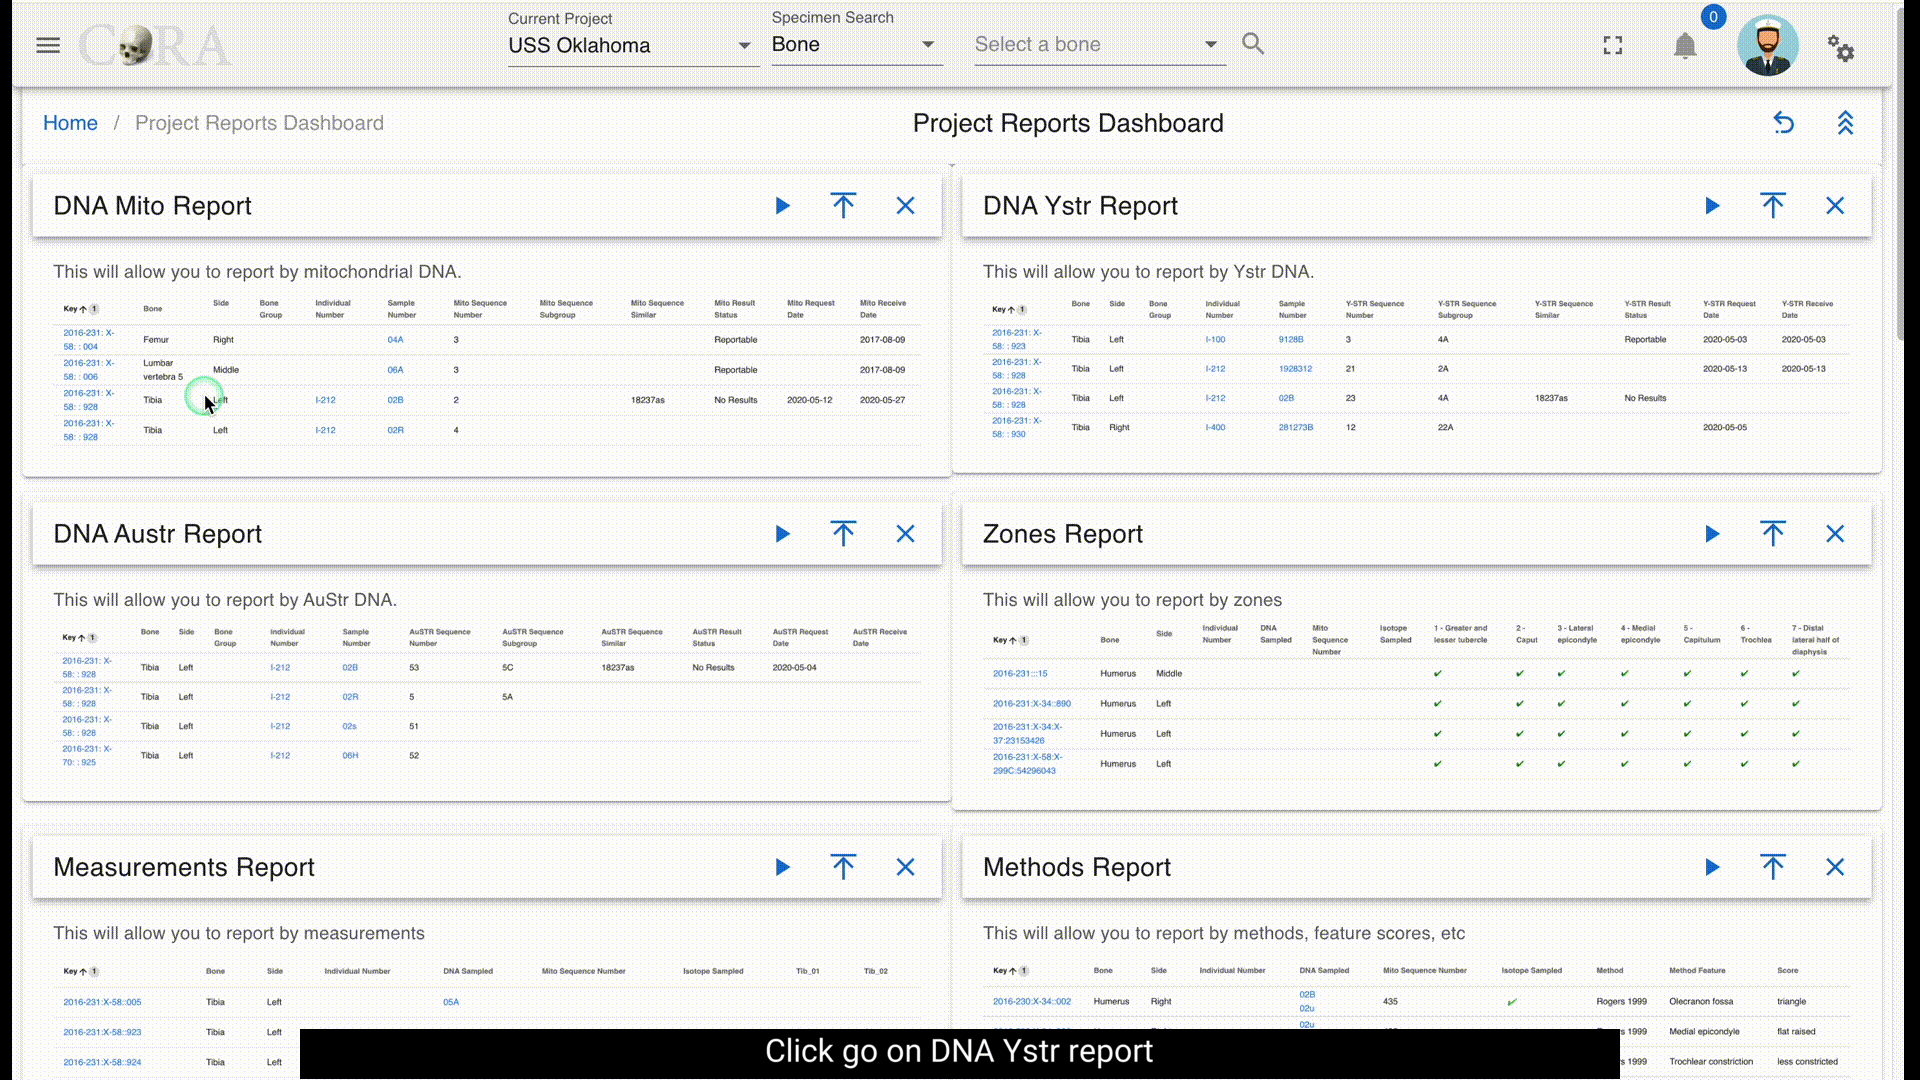 CORA
Current Project
USS Oklahoma
Specimen Search
Bone
Select a bone
0
Home / Project Reports Dashboard
Project Reports Dashboard
DNA Mito Report
This will allow you to report by mitochondrial DNA.
Key 1 Bone Side Bone Group Individual Number Sample Number Mito Sequence Number Mito Sequence Subgroup Mito Sequence Similar Mito Result Status Mito Request Date Mito Receive Date
2016-231: X-58: : 004 Femur Right 04A 3 Reportable 2017-08-09
2016-231: X-58: : 006 Lumbar vertebra 5 Middle 06A 3 Reportable 2017-08-09
2016-231: X-58: : 928 Tibia Left I-212 02B 2 18237as No Results 2020-05-12 2020-05-27
2016-231: X-58: : 928 Tibia Left I-212 02R 4
DNA Ystr Report
This will allow you to report by Ystr DNA.
Key 1 Bone Side Bone Group Individual Number Sample Number Y-STR Sequence Number Y-STR Sequence Subgroup Y-STR Sequence Similar Y-STR Result Status Y-STR Request Date Y-STR Receive Date
2016-231: X-58: : 923 Tibia Left I-100 9128B 3 4A Reportable 2020-05-03 2020-05-03
2016-231: X-58: : 928 Tibia Left I-212 1928312 21 2A 2020-05-13 2020-05-13
2016-231: X-58: : 928 Tibia Left I-212 02B 23 4A 18237as No Results
2016-231: X-58: : 930 Tibia Right I-400 281273B 12 22A 2020-05-05
DNA Austr Report
This will allow you to report by AuStr DNA.
Key 1 Bone Side Bone Group Individual Number Sample Number AuSTR Sequence Number AuSTR Sequence Subgroup AuSTR Sequence Similar AuSTR Result Status AuSTR Request Date AuSTR Receive Date
2016-231: X-58: : 928 Tibia Left I-212 02B 53 5C 18237as No Results 2020-05-04
2016-231: X-58: : 928 Tibia Left I-212 02R 5 5A
2016-231: X-58: : 928 Tibia Left I-212 02s 51
2016-231: X-70: : 925 Tibia Left I-212 06H 52
Zones Report
This will allow you to report by zones
Key 1 Bone Side Individual Number DNA Sampled Mito Sequence Number Isotope Sampled 1 - Greater and lesser tubercle 2 - Caput 3 - Lateral epicondyle 4 - Medial epicondyle 5 - Capitulum 6 - Trochlea 7 - Distal lateral half of diaphysis
2016-231:::15 Humerus Middle ✔ ✔ ✔ ✔ ✔ ✔ ✔
2016-231:X-34::890 Humerus Left ✔ ✔ ✔ ✔ ✔ ✔ ✔
2016-231:X-34:X-37:23153426 Humerus Left ✔ ✔ ✔ ✔ ✔ ✔ ✔
2016-231:X-58:X-299C:54296043 Humerus Left ✔ ✔ ✔ ✔ ✔ ✔ ✔
Measurements Report
This will allow you to report by measurements
Key 1 Bone Side Individual Number DNA Sampled Mito Sequence Number Isotope Sampled Tib_01 Tib_02
2016-231:X-58::005 Tibia Left 05A
2016-231:X-58::923 Tibia Left
2016-231:X-58::924 Tibia Left
Methods Report
This will allow you to report by methods, feature scores, etc
Key 1 Bone Side Individual Number DNA Sampled Mito Sequence Number Isotope Sampled Method Method Feature Score
2016-230:X-34::002 Humerus Right 02B 02u 435 ✔ Rogers 1999 Olecranon fossa triangle
02u 1999 Medial epicondyle flat raised
1999 Trochlear constriction less constricted
Click go on DNA Ystr report